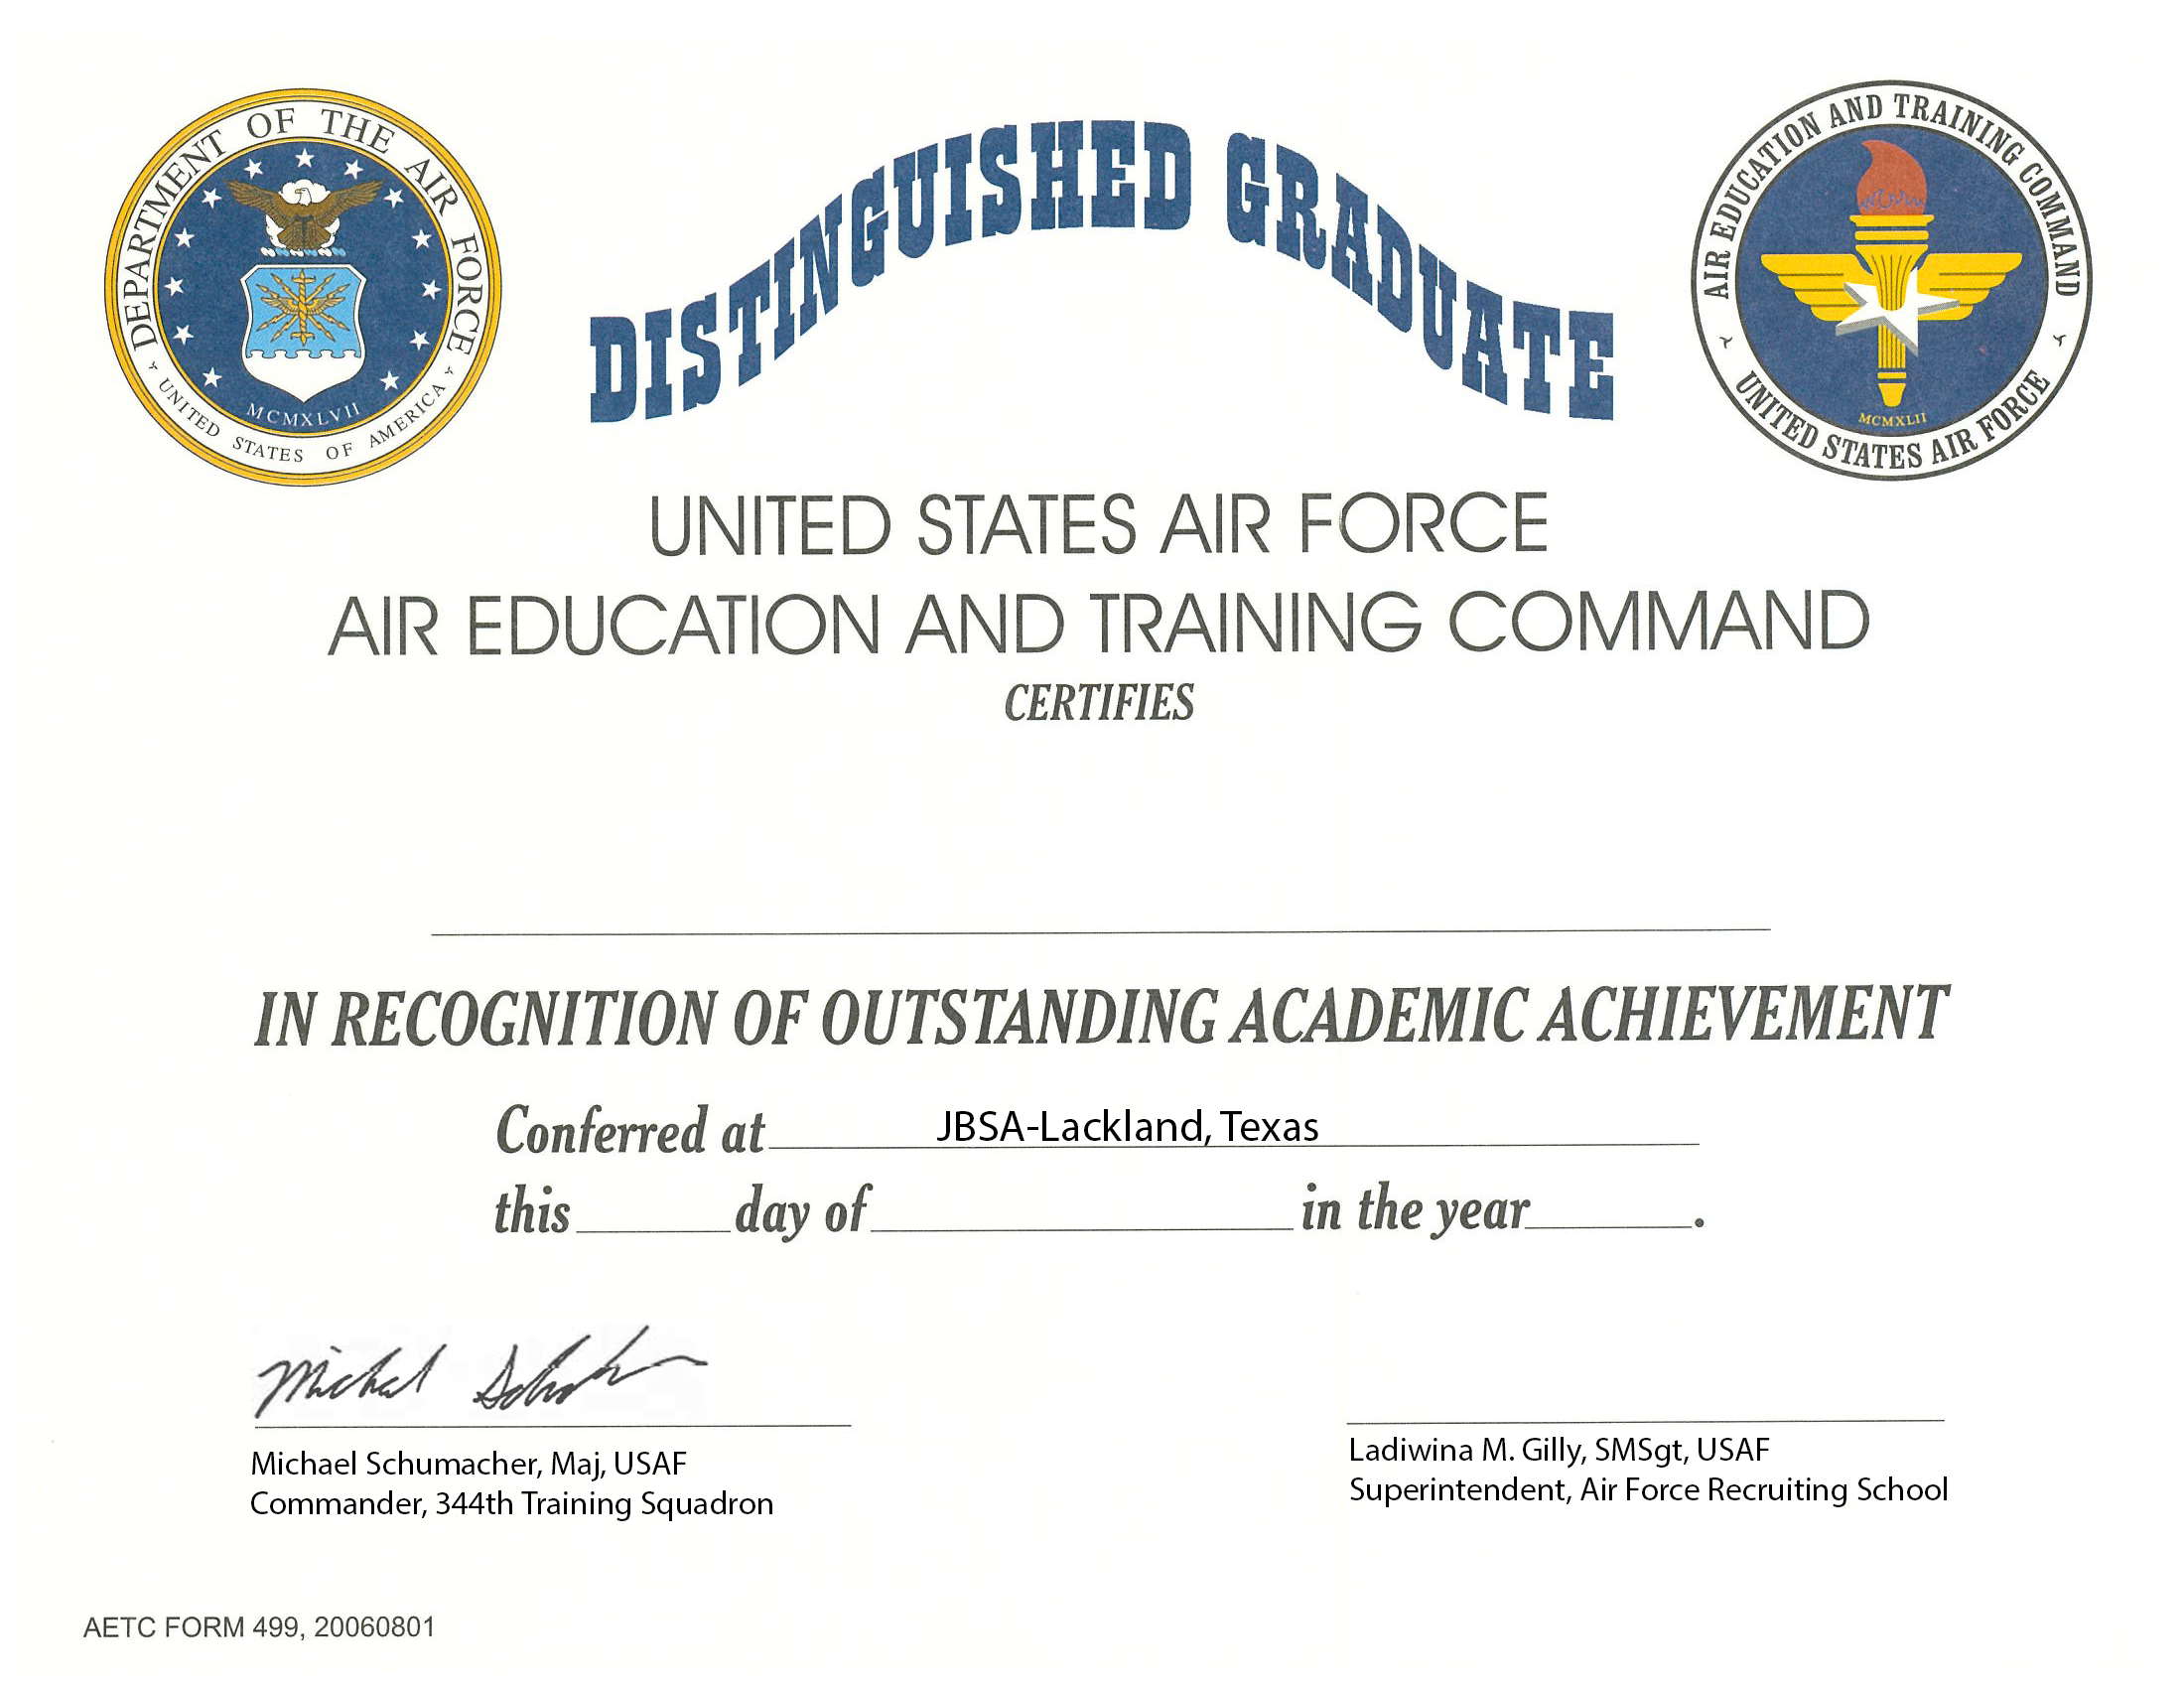 DEPARTMENT OF THE AIR FORCE
UNITED STATES OF AMERICA
MCMXLVII
DISTINGUISHED GRADUATE
AIR EDUCATION AND TRAINING COMMAND
UNITED STATES AIR FORCE
MCMXLII
UNITED STATES AIR FORCE
AIR EDUCATION AND TRAINING COMMAND
CERTIFIES
IN RECOGNITION OF OUTSTANDING ACADEMIC ACHIEVEMENT
Conferred at JBSA-Lackland, Texas
this day of in the year .
Michael Schumacher, Maj, USAF
Commander, 344th Training Squadron
Ladiwina M. Gilly, SMSgt, USAF
Superintendent, Air Force Recruiting School
AETC FORM 499, 20060801